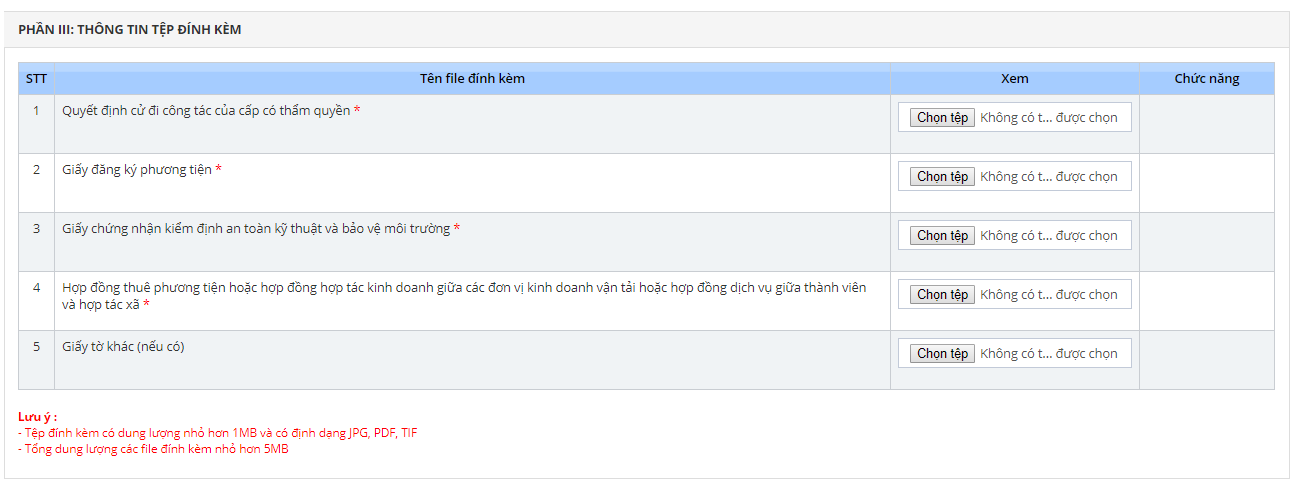 PHẦN III: THÔNG TIN TỆP ĐÍNH KÈM
STT Tên file đính kèm Xem Chức năng
1 Quyết định cử đi công tác của cấp có thẩm quyền * Chọn tệp Không có t... được chọn
2 Giấy đăng ký phương tiện * Chọn tệp Không có t... được chọn
3 Giấy chứng nhận kiểm định an toàn kỹ thuật và bảo vệ môi trường * Chọn tệp Không có t... được chọn
4 Hợp đồng thuê phương tiện hoặc hợp đồng hợp tác kinh doanh giữa các đơn vị kinh doanh vận tải hoặc hợp đồng dịch vụ giữa thành viên
và hợp tác xã * Chọn tệp Không có t... được chọn
5 Giấy tờ khác (nếu có) Chọn tệp Không có t... được chọn
Lưu ý :
- Tệp đính kèm có dung lượng nhỏ hơn 1MB và có định dạng JPG, PDF, TIF
- Tổng dung lượng các file đính kèm nhỏ hơn 5MB